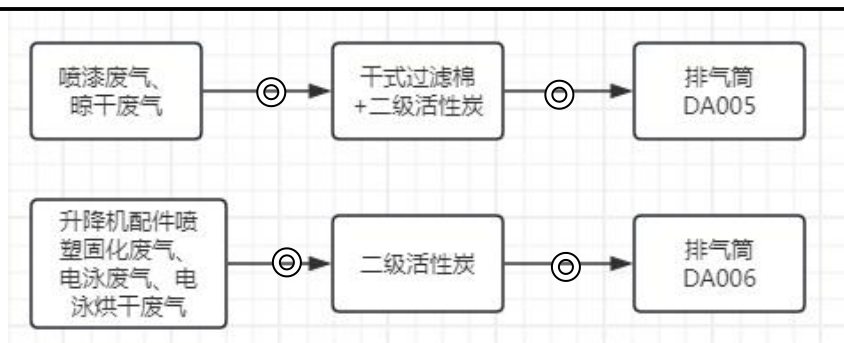 喷漆废气、
晾干废气
干式过滤棉
+二级活性炭
排气筒
DA005
升降机配件喷
塑固化废气、
电泳废气、电
泳烘干废气
二级活性炭
排气筒
DA006